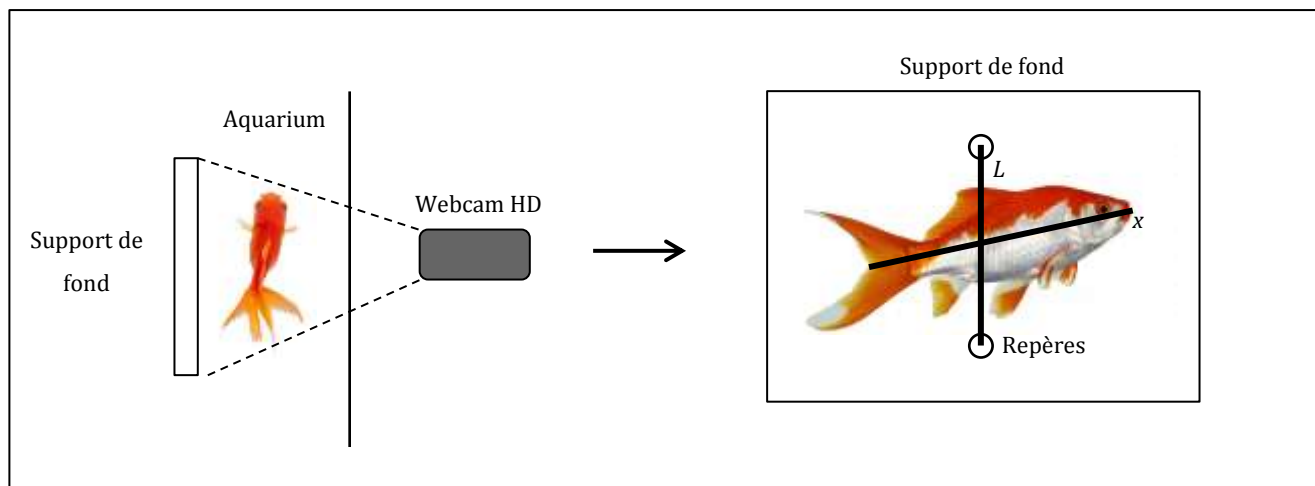 Aquarium
Support de
fond
Webcam HD
Support de fond
L
x
Repères